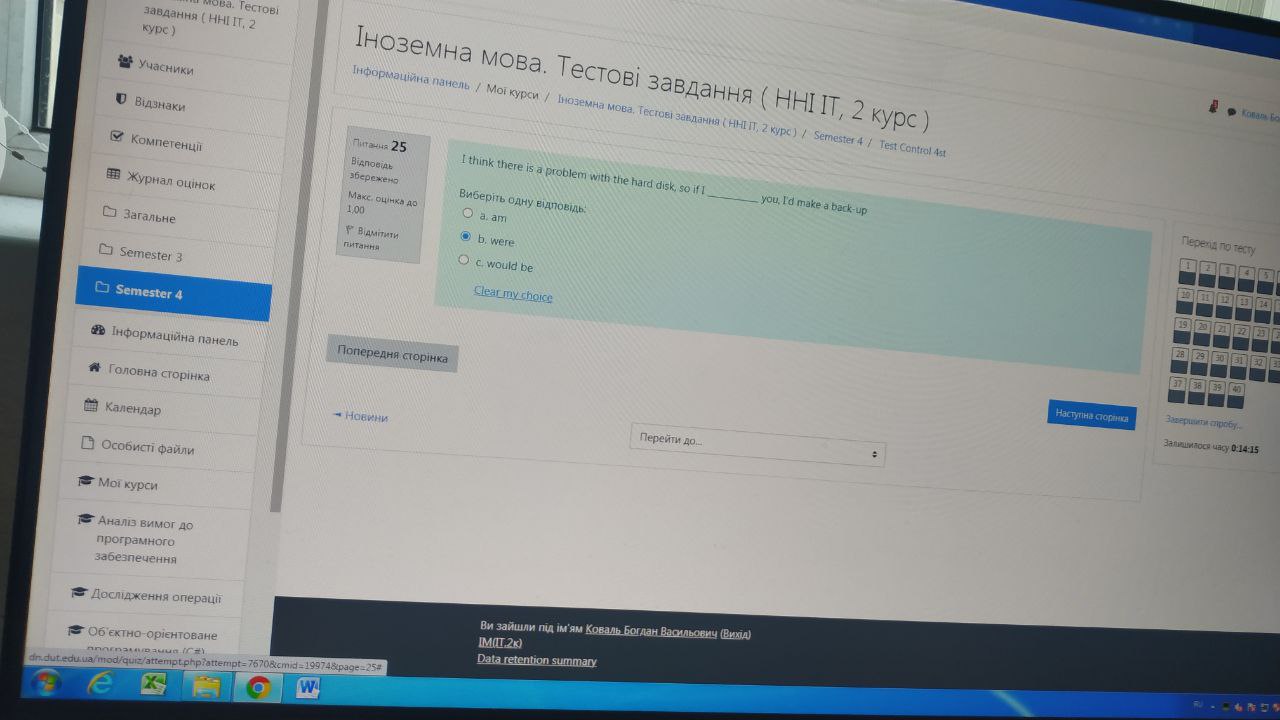 мова. Тестові
завдання ( ННІ ІТ, 2
курс )
Учасники
Відзнаки
Компетенції
Журнал оцінок
Загальне
Semester 3
Semester 4
Інформаційна панель
Головна сторінка
Календар
Особисті файли
Мої курси
Аналіз вимог до
програмного
забезпечення
Дослідження операції
Об'єктно-орієнтоване
програмування (C#)
dn.dut.edu.ua/mod/quiz/attempt.php?attempt=7670&cmid=19974&page=25#
Іноземна мова. Тестові завдання ( ННІ ІТ, 2 курс )
Інформаційна панель / Мої курси / Іноземна мова. Тестові завдання ( ННІ ІТ, 2 курс ) / Semester 4 / Test Control 4st
Коваль
Питання 25
Відповідь
збережено
Макс. оцінка до
1,00
Відмітити
питання
I think there is a problem with the hard disk, so if I __________ you, I'd make a back-up
Виберіть одну відповідь:
a. am
b. were
c. would be
Clear my choice
Попередня сторінка
Наступна сторінка
◄ Новини
Перейти до...
Перехід по тесту
1 2 3 4 5
10 11 12 13 14
19 20 21 22 23
28 29 30 31 32
37 38 39 40
Завершити спробу...
Залишилося часу 0:14:15
Ви зайшли під ім'ям Коваль Богдан Васильович (Вихід)
ІМ(ІТ,2к)
Data retention summary
RU